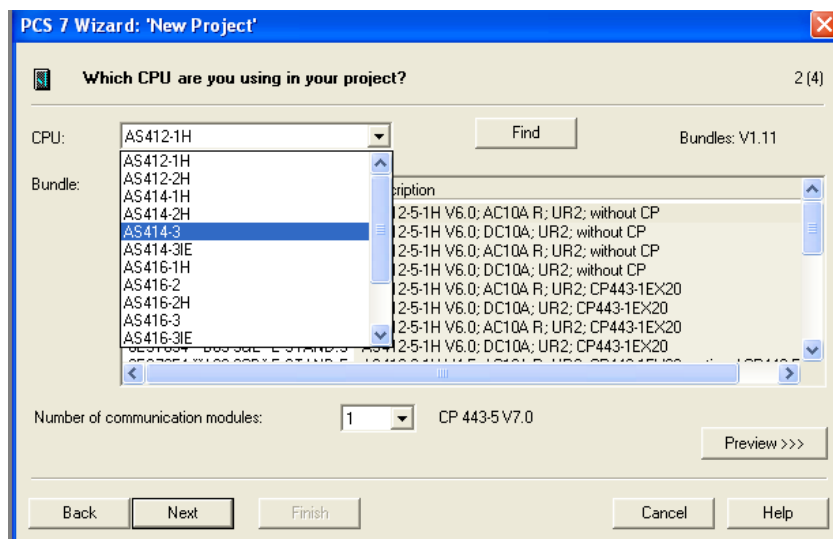 PCS 7 Wizard: 'New Project'
Which CPU are you using in your project?
2 (4)
CPU:
AS412-1H
Find
Bundles: V1.11
AS412-1H
AS412-2H
AS414-1H
AS414-2H
AS414-3
AS414-3IE
AS416-1H
AS416-2
AS416-2H
AS416-3
AS416-3IE
Bundle:
cription
12-5-1H V6.0; AC10A R; UR2; without CP
12-5-1H V6.0; DC10A; UR2; without CP
12-5-1H V6.0; AC10A R; UR2; without CP
12-5-1H V6.0; DC10A; UR2; without CP
12-5-1H V6.0; AC10A R; UR2; CP443-1EX20
12-5-1H V6.0; DC10A; UR2; CP443-1EX20
12-5-1H V6.0; AC10A R; UR2; CP443-1EX20
12-5-1H V6.0; DC10A; UR2; CP443-1EX20
Number of communication modules:
1
CP 443-5 V7.0
Preview >>>
Back
Next
Finish
Cancel
Help